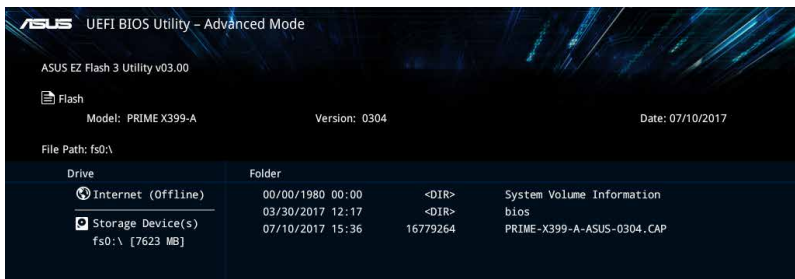 ASUS UEFI BIOS Utility – Advanced Mode
ASUS EZ Flash 3 Utility v03.00
Flash
Model: PRIME X399-A Version: 0304 Date: 07/10/2017
File Path: fs0:\
Drive Folder
Internet (Offline) 00/00/1980 00:00 <DIR> System Volume Information
03/30/2017 12:17 <DIR> bios
Storage Device(s) 07/10/2017 15:36 16779264 PRIME-X399-A-ASUS-0304.CAP
fs0:\ [7623 MB]